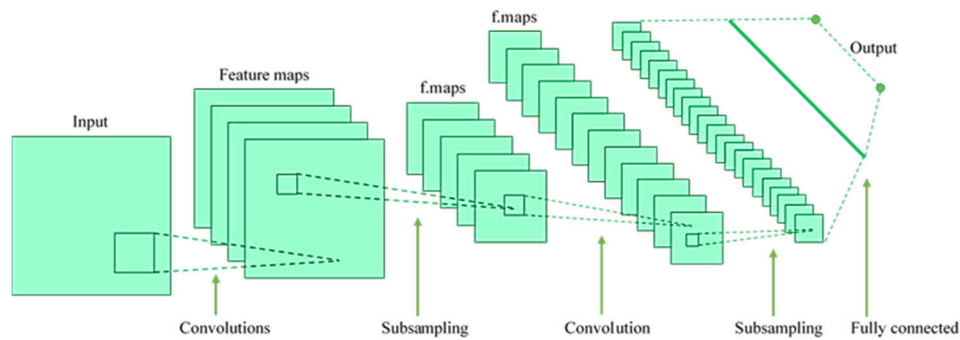 Input
Feature maps
f.maps
f.maps
Output
Convolutions
Subsampling
Convolution
Subsampling
Fully connected